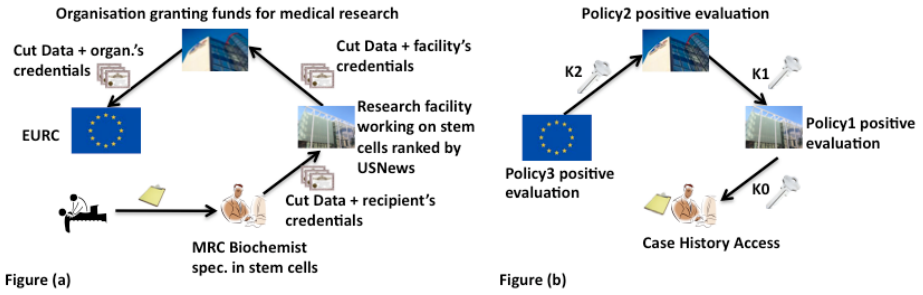 Organisation granting funds for medical research
Cut Data + organ.'s
credentials
Cut Data + facility's
credentials
EURC
Research facility
working on stem
cells ranked by
USNews
Cut Data + recipient's
credentials
MRC Biochemist
spec. in stem cells
Figure (a)
Policy2 positive evaluation
K2
K1
Policy1 positive
evaluation
Policy3 positive
evaluation
K0
Case History Access
Figure (b)